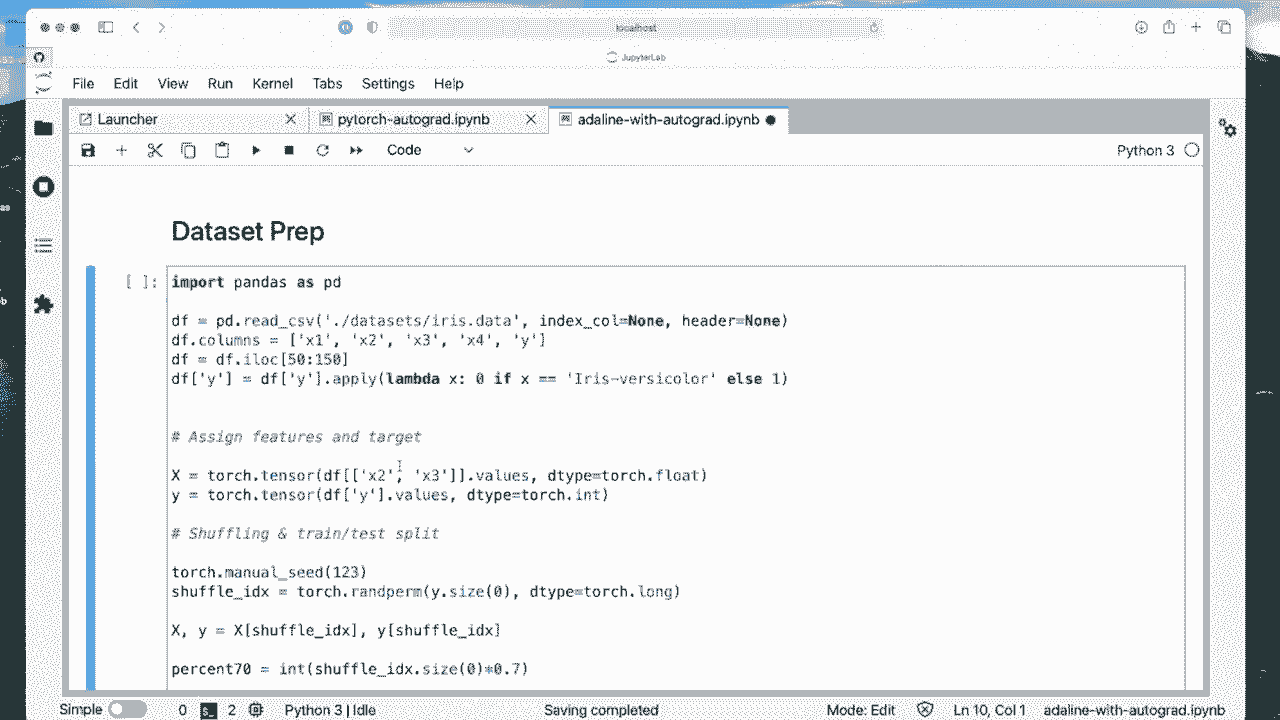 localhost
JupyterLab
File Edit View Run Kernel Tabs Settings Help
Launcher pytorch-autograd.ipynb adaline-with-autograd.ipynb
Code Python 3
Dataset Prep
[ ]: import pandas as pd
df = pd.read_csv('./datasets/iris.data', index_col=None, header=None)
df.columns = ['x1', 'x2', 'x3', 'x4', 'y']
df = df.iloc[50:150]
df['y'] = df['y'].apply(lambda x: 0 if x == 'Iris-versicolor' else 1)
# Assign features and target
X = torch.tensor(df[['x2', 'x3']].values, dtype=torch.float)
y = torch.tensor(df['y'].values, dtype=torch.int)
# Shuffling & train/test split
torch.manual_seed(123)
shuffle_idx = torch.randperm(y.size(0), dtype=torch.long)
X, y = X[shuffle_idx], y[shuffle_idx]
percent70 = int(shuffle_idx.size(0)*0.7)
Simple 0 2 Python 3 | Idle Saving completed Mode: Edit Ln 10, Col 1 adaline-with-autograd.ipynb